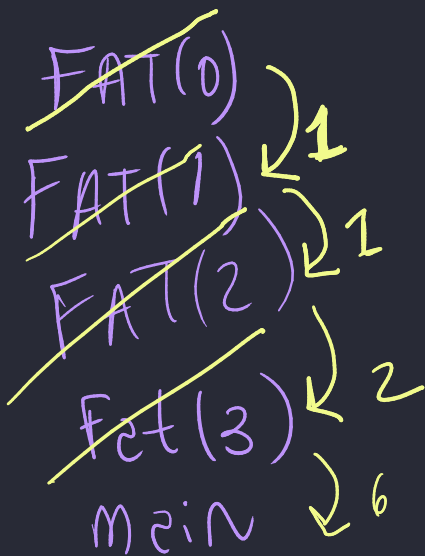 FAT(0)
1
FAT(1)
1
FAT(2)
2
Fat(3)
6
main